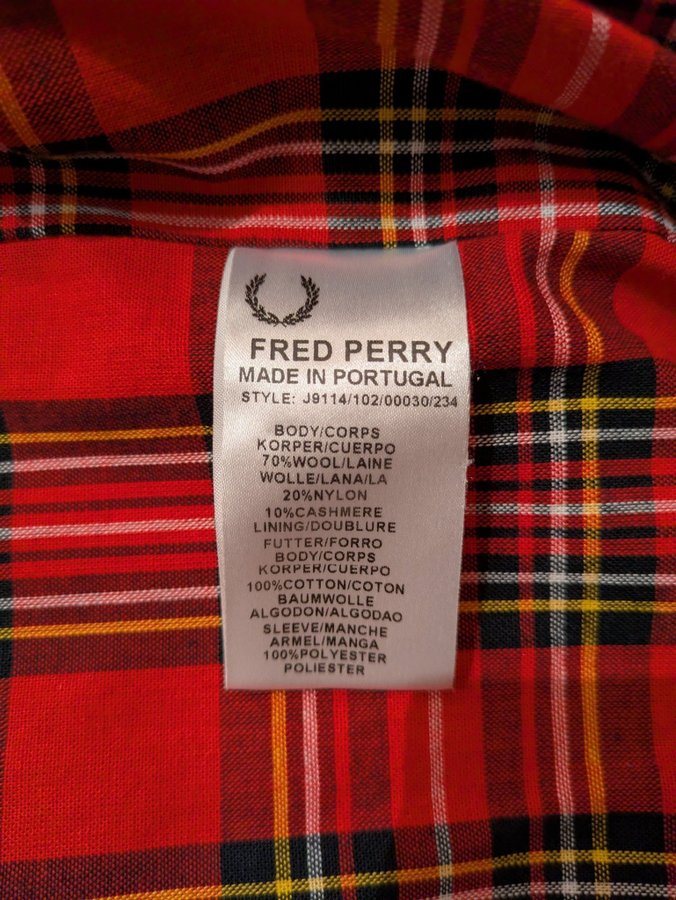 FRED PERRY
MADE IN PORTUGAL
STYLE: J9114/102/00030/234
BODY/CORPS
KORPER/CUERPO
70%WOOL/LAINE
WOLLE/LANA/LA
20%NYLON
10%CASHMERE
LINING/DOUBLURE
FUTTER/FORRO
BODY/CORPS
KORPER/CUERPO
100%COTTON/COTON
BAUMWOLLE
ALGODON/ALGODAO
SLEEVE/MANCHE
ARMEL/MANGA
100%POLYESTER
POLIESTER